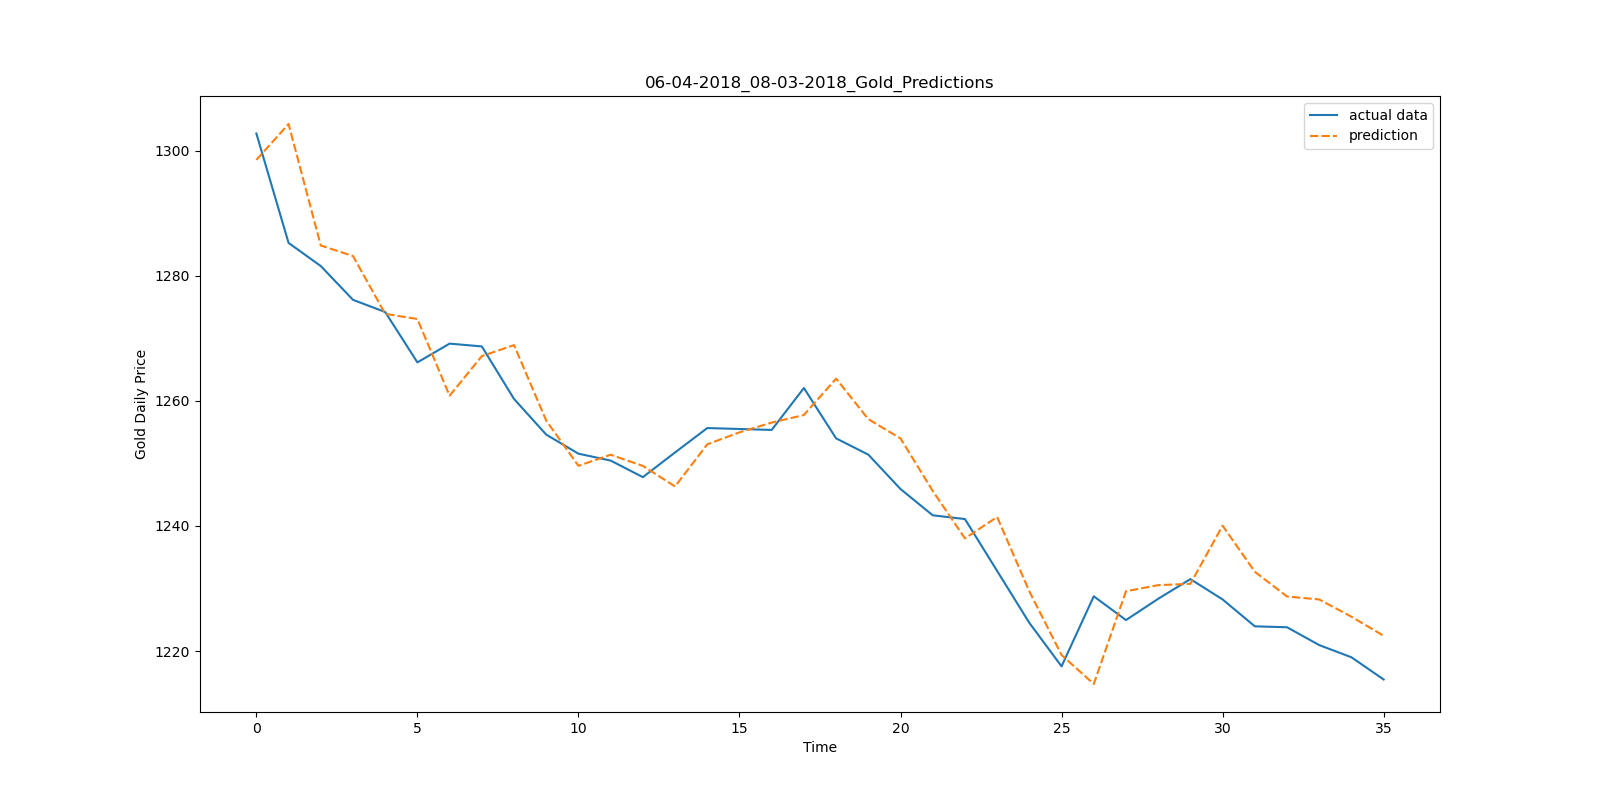 06-04-2018_08-03-2018_Gold_Predictions
actual data
prediction
1300
1280
1260
1240
1220
Gold Daily Price
0 5 10 15 20 25 30 35
Time